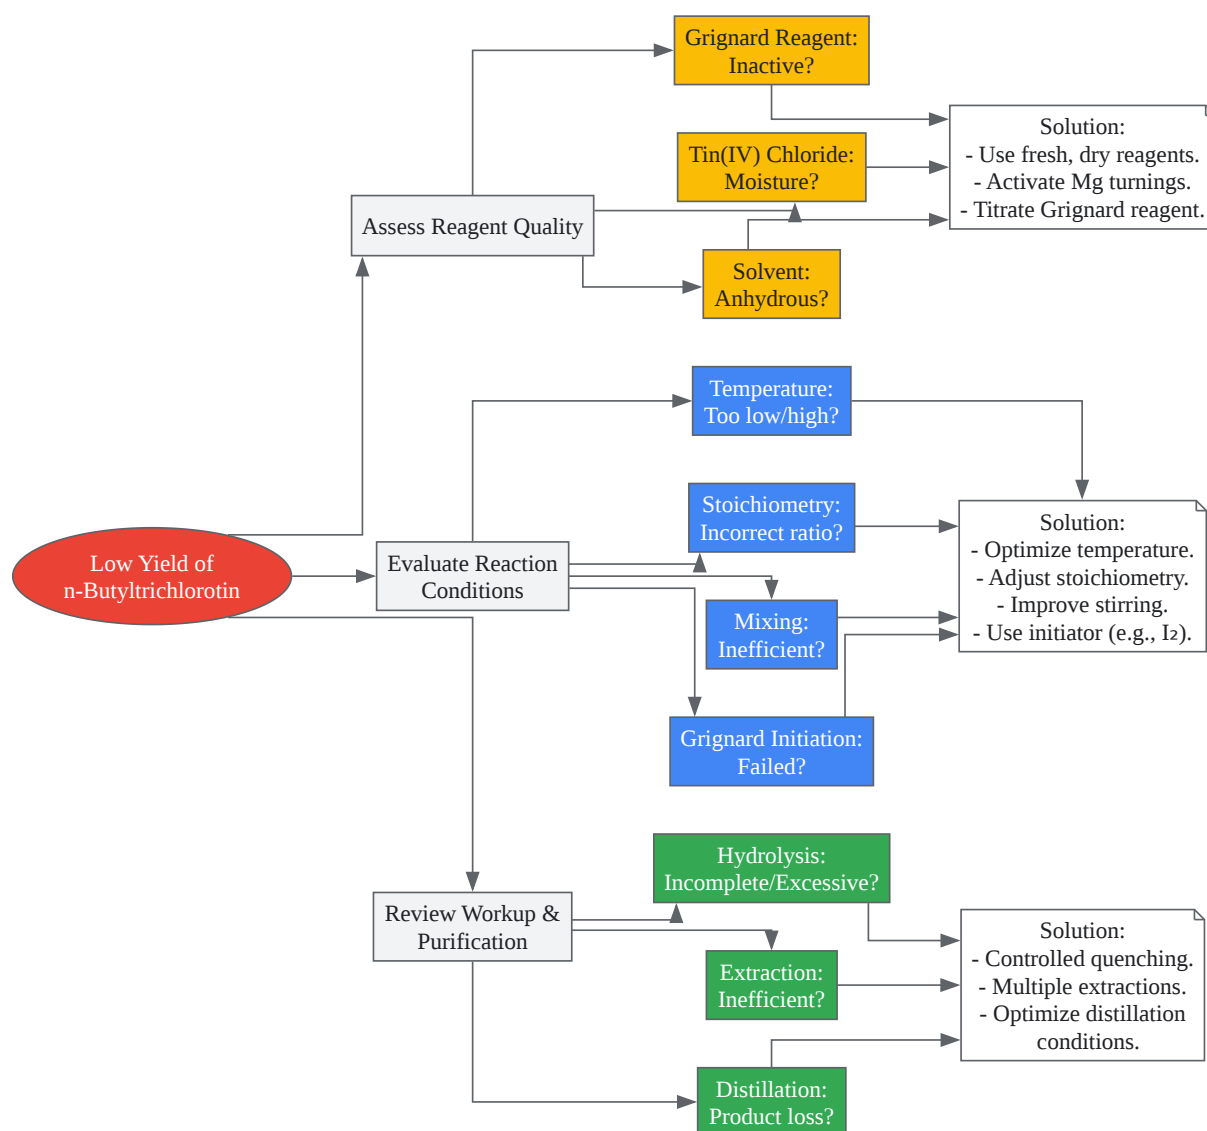 Low Yield of
n-Butyltrichlorotin
Assess Reagent Quality
Grignard Reagent:
Inactive?
Tin(IV) Chloride:
Moisture?
Solvent:
Anhydrous?
Solution:
- Use fresh, dry reagents.
- Activate Mg turnings.
- Titrate Grignard reagent.
Evaluate Reaction
Conditions
Temperature:
Too low/high?
Stoichiometry:
Incorrect ratio?
Mixing:
Inefficient?
Grignard Initiation:
Failed?
Solution:
- Optimize temperature.
- Adjust stoichiometry.
- Improve stirring.
- Use initiator (e.g., I₂).
Review Workup &
Purification
Hydrolysis:
Incomplete/Excessive?
Extraction:
Inefficient?
Distillation:
Product loss?
Solution:
- Controlled quenching.
- Multiple extractions.
- Optimize distillation
conditions.